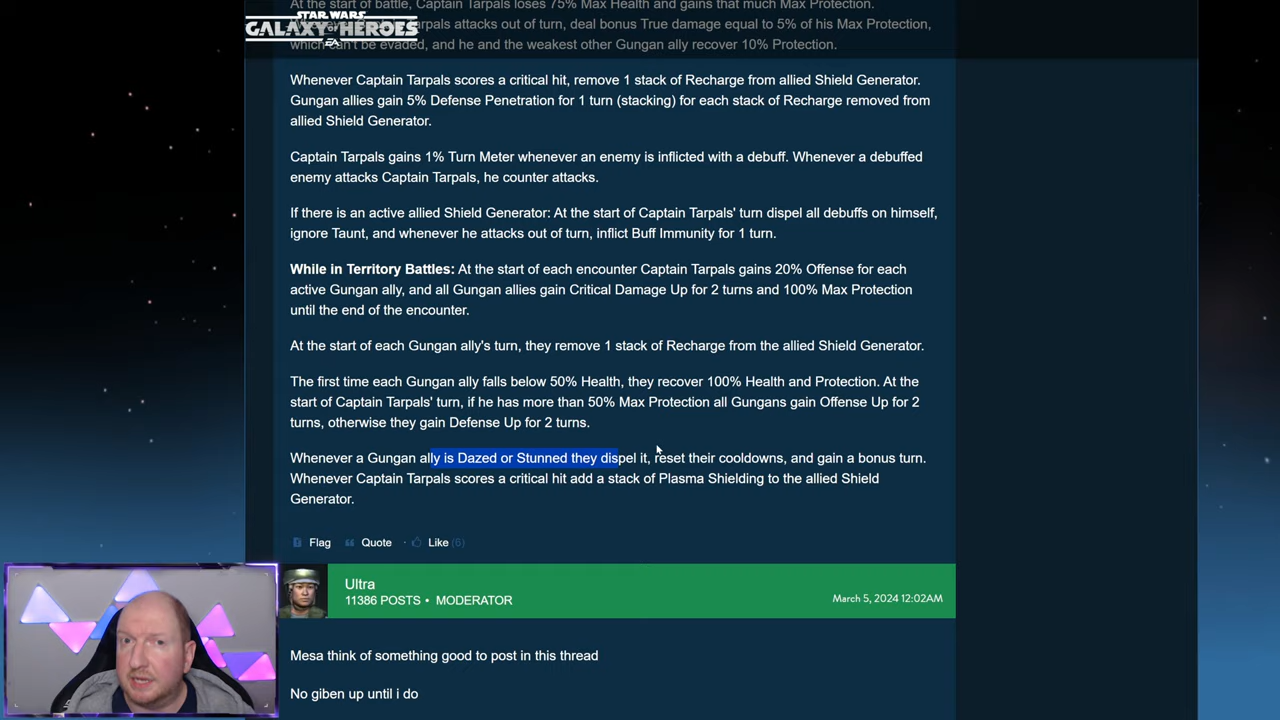 At the start of battle, Captain Tarpals loses 75% Max Health and gains that much Max Protection.
STAR WARS
GALAXY OF HEROES
EA
Tarpals attacks out of turn, deal bonus True damage equal to 5% of his Max Protection,
which can't be evaded, and he and the weakest other Gungan ally recover 10% Protection.
Whenever Captain Tarpals scores a critical hit, remove 1 stack of Recharge from allied Shield Generator.
Gungan allies gain 5% Defense Penetration for 1 turn (stacking) for each stack of Recharge removed from
allied Shield Generator.
Captain Tarpals gains 1% Turn Meter whenever an enemy is inflicted with a debuff. Whenever a debuffed
enemy attacks Captain Tarpals, he counter attacks.
If there is an active allied Shield Generator: At the start of Captain Tarpals' turn dispel all debuffs on himself,
ignore Taunt, and whenever he attacks out of turn, inflict Buff Immunity for 1 turn.
While in Territory Battles: At the start of each encounter Captain Tarpals gains 20% Offense for each
active Gungan ally, and all Gungan allies gain Critical Damage Up for 2 turns and 100% Max Protection
until the end of the encounter.
At the start of each Gungan ally's turn, they remove 1 stack of Recharge from the allied Shield Generator.
The first time each Gungan ally falls below 50% Health, they recover 100% Health and Protection. At the
start of Captain Tarpals' turn, if he has more than 50% Max Protection all Gungans gain Offense Up for 2
turns, otherwise they gain Defense Up for 2 turns.
Whenever a Gungan ally is Dazed or Stunned they dispel it, reset their cooldowns, and gain a bonus turn.
Whenever Captain Tarpals scores a critical hit add a stack of Plasma Shielding to the allied Shield
Generator.
Flag Quote · Like (6)
Ultra
11386 POSTS • MODERATOR
March 5, 2024 12:02AM
Mesa think of something good to post in this thread
No giben up until i do